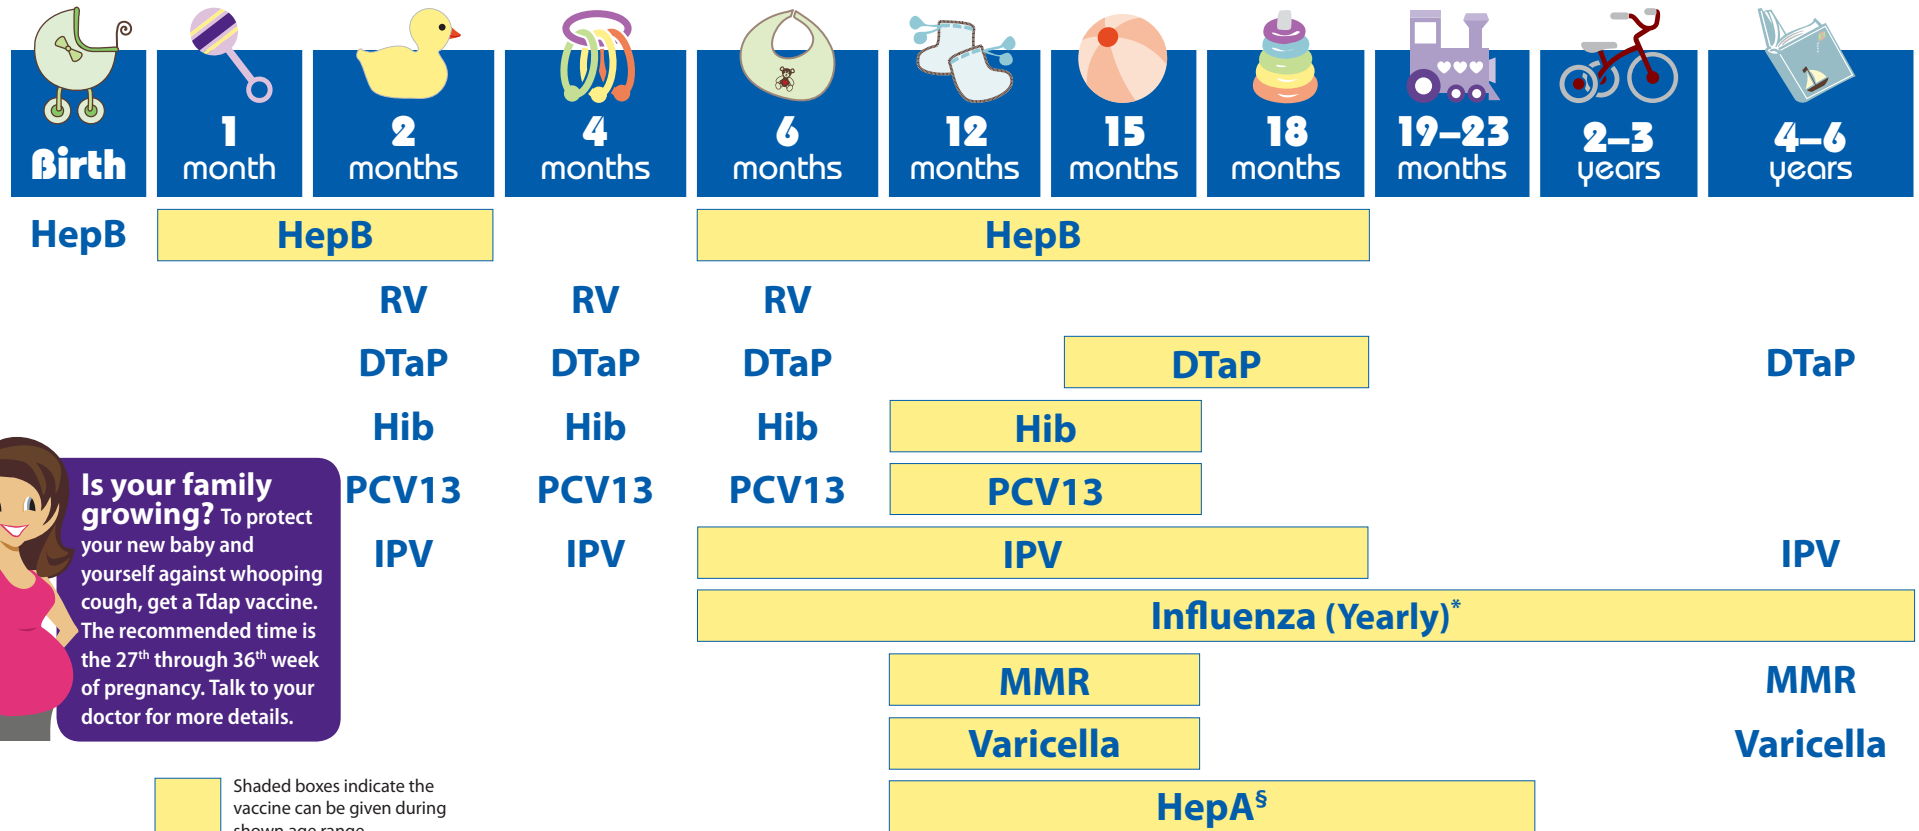 Birth
1
month
2
months
4
months
6
months
12
months
15
months
18
months
19–23
months
2–3
years
4–6
years
HepB HepB HepB
RV RV RV
DTaP DTaP DTaP DTaP DTaP
Hib Hib Hib Hib
PCV13 PCV13 PCV13 PCV13
IPV IPV IPV IPV
Influenza (Yearly)*
MMR MMR
Varicella Varicella
HepA§
Is your family
growing? To protect
your new baby and
yourself against whooping
cough, get a Tdap vaccine.
The recommended time is
the 27th through 36th week
of pregnancy. Talk to your
doctor for more details.
Shaded boxes indicate the
vaccine can be given during
shown age range